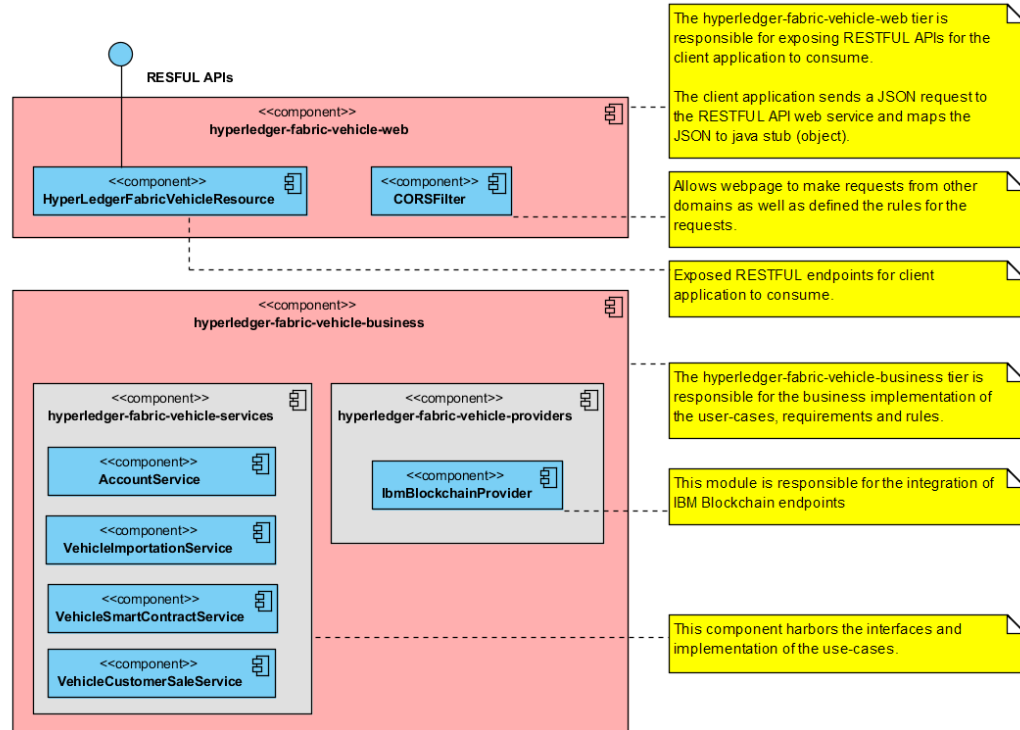 RESFUL APIs
<<component>>
hyperledger-fabric-vehicle-web
<<component>>
HyperLedgerFabricVehicleResource
<<component>>
CORSFilter
The hyperledger-fabric-vehicle-web tier is
responsible for exposing RESTFUL APIs for the
client application to consume.
The client application sends a JSON request to
the RESTFUL API web service and maps the
JSON to java stub (object).
Allows webpage to make requests from other
domains as well as defined the rules for the
requests.
Exposed RESTFUL endpoints for client
application to consume.
<<component>>
hyperledger-fabric-vehicle-business
<<component>>
hyperledger-fabric-vehicle-services
<<component>>
AccountService
<<component>>
VehicleImportationService
<<component>>
VehicleSmartContractService
<<component>>
VehicleCustomerSaleService
<<component>>
hyperledger-fabric-vehicle-providers
<<component>>
IbmBlockchainProvider
The hyperledger-fabric-vehicle-business tier is
responsible for the business implementation of
the user-cases, requirements and rules.
This module is responsible for the integration of
IBM Blockchain endpoints
This component harbors the interfaces and
implementation of the use-cases.